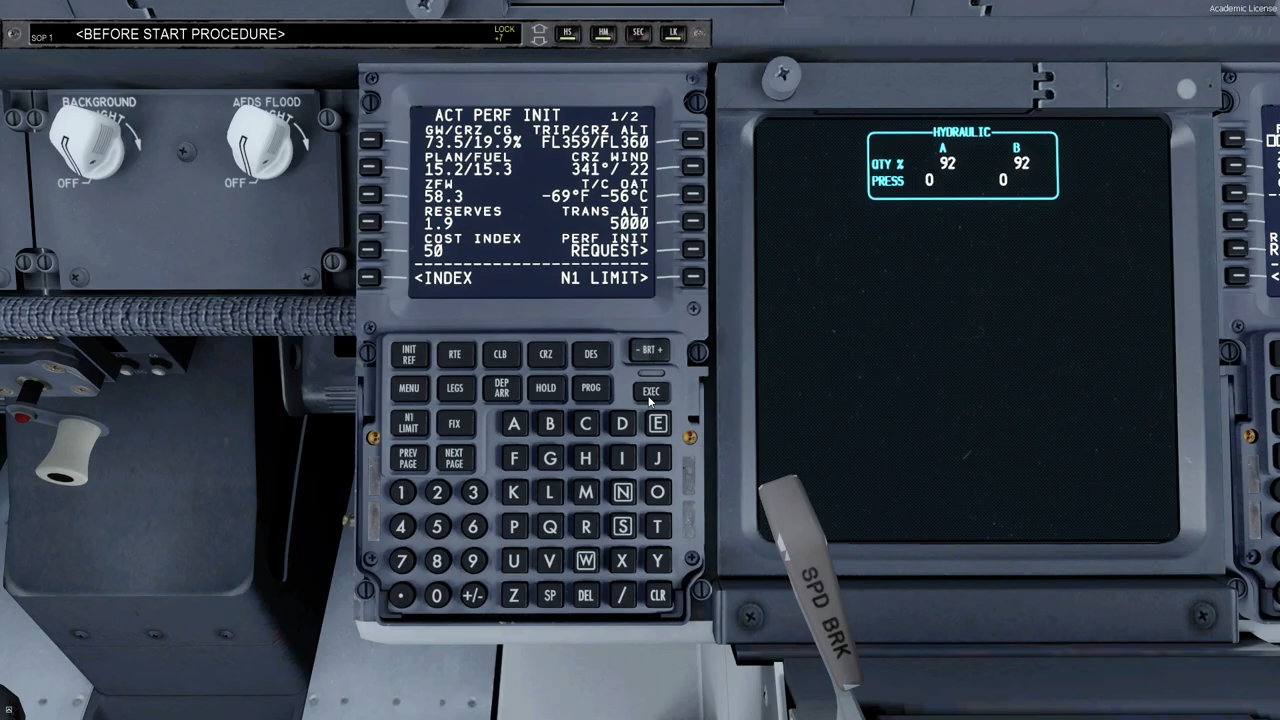 Academic License
SOP 1 <BEFORE START PROCEDURE> LOCK +7 HS HM SEC LK
BACKGROUND
AFDS FLOOD
OFF
OFF
ACT PERF INIT 1/2
GW/CRZ CG TRIP/CRZ ALT
73.5/19.9% FL359/FL360
PLAN/FUEL CRZ WIND
15.2/15.3 341°/ 22
ZFW T/C OAT
58.3 -69°F -56°C
RESERVES TRANS ALT
1.9 5000
COST INDEX PERF INIT
50 REQUEST>
<INDEX N1 LIMIT>
HYDRAULIC
A B
QTY % 92 92
PRESS 0 0
INIT REF RTE CLB CRZ DES - BRT +
MENU LEGS DEP ARR HOLD PROG EXEC
N1 LIMIT FIX A B C D E
PREV PAGE NEXT PAGE F G H I J
1 2 3 K L M N O
4 5 6 P Q R S T
7 8 9 U V W X Y
. 0 +/- Z SP DEL / CLR
SPD BRK